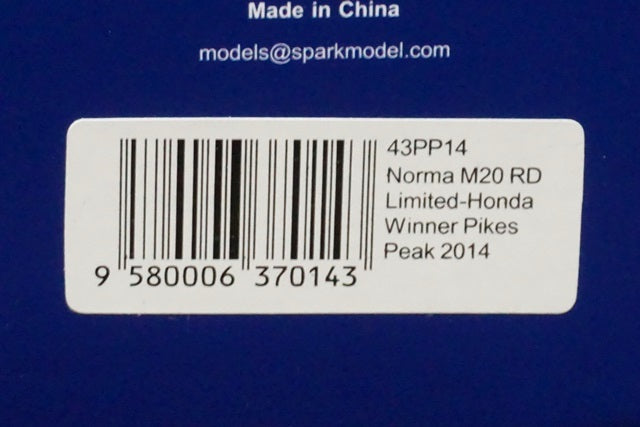 Made in China
models@sparkmodel.com
43PP14
Norma M20 RD
Limited-Honda
Winner Pikes
Peak 2014
9 580006 370143